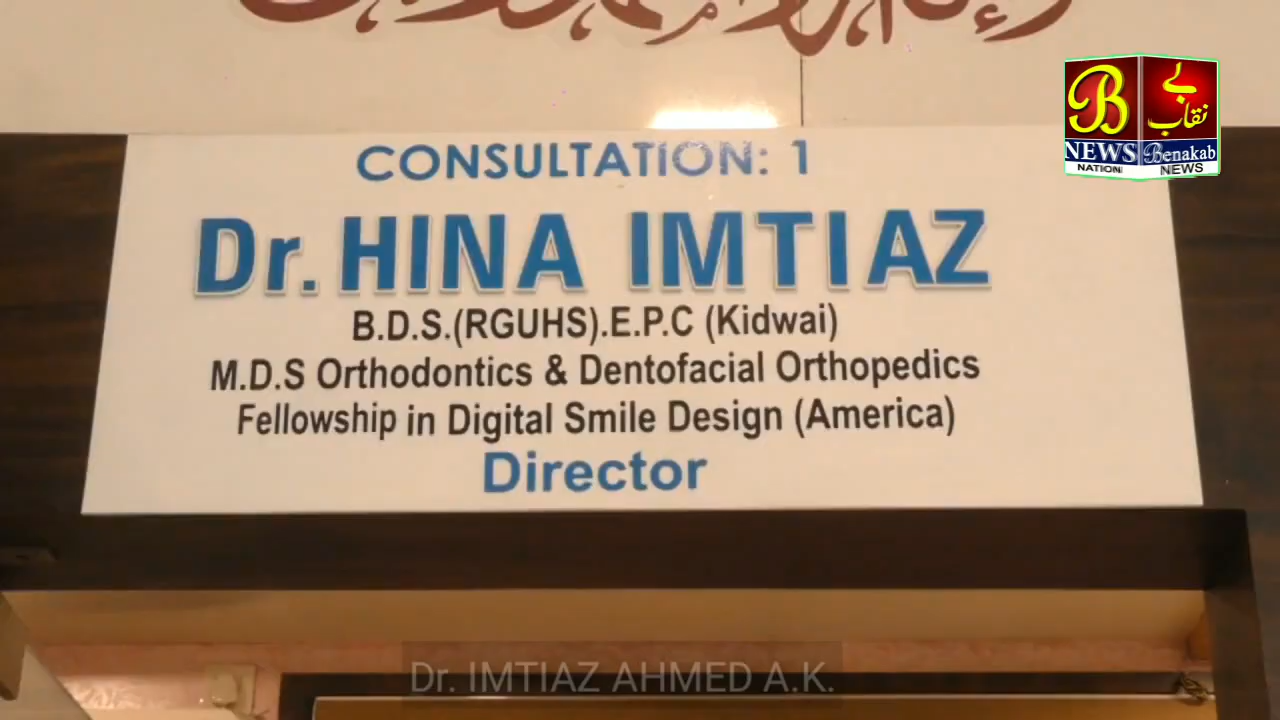 CONSULTATION: 1
Dr. HINA IMTIAZ
B.D.S.(RGUHS).E.P.C (Kidwai)
M.D.S Orthodontics & Dentofacial Orthopedics
Fellowship in Digital Smile Design (America)
Director
B
NEWS
NATION
بے نقاب
Benakab
NEWS
Dr. IMTIAZ AHMED A.K.